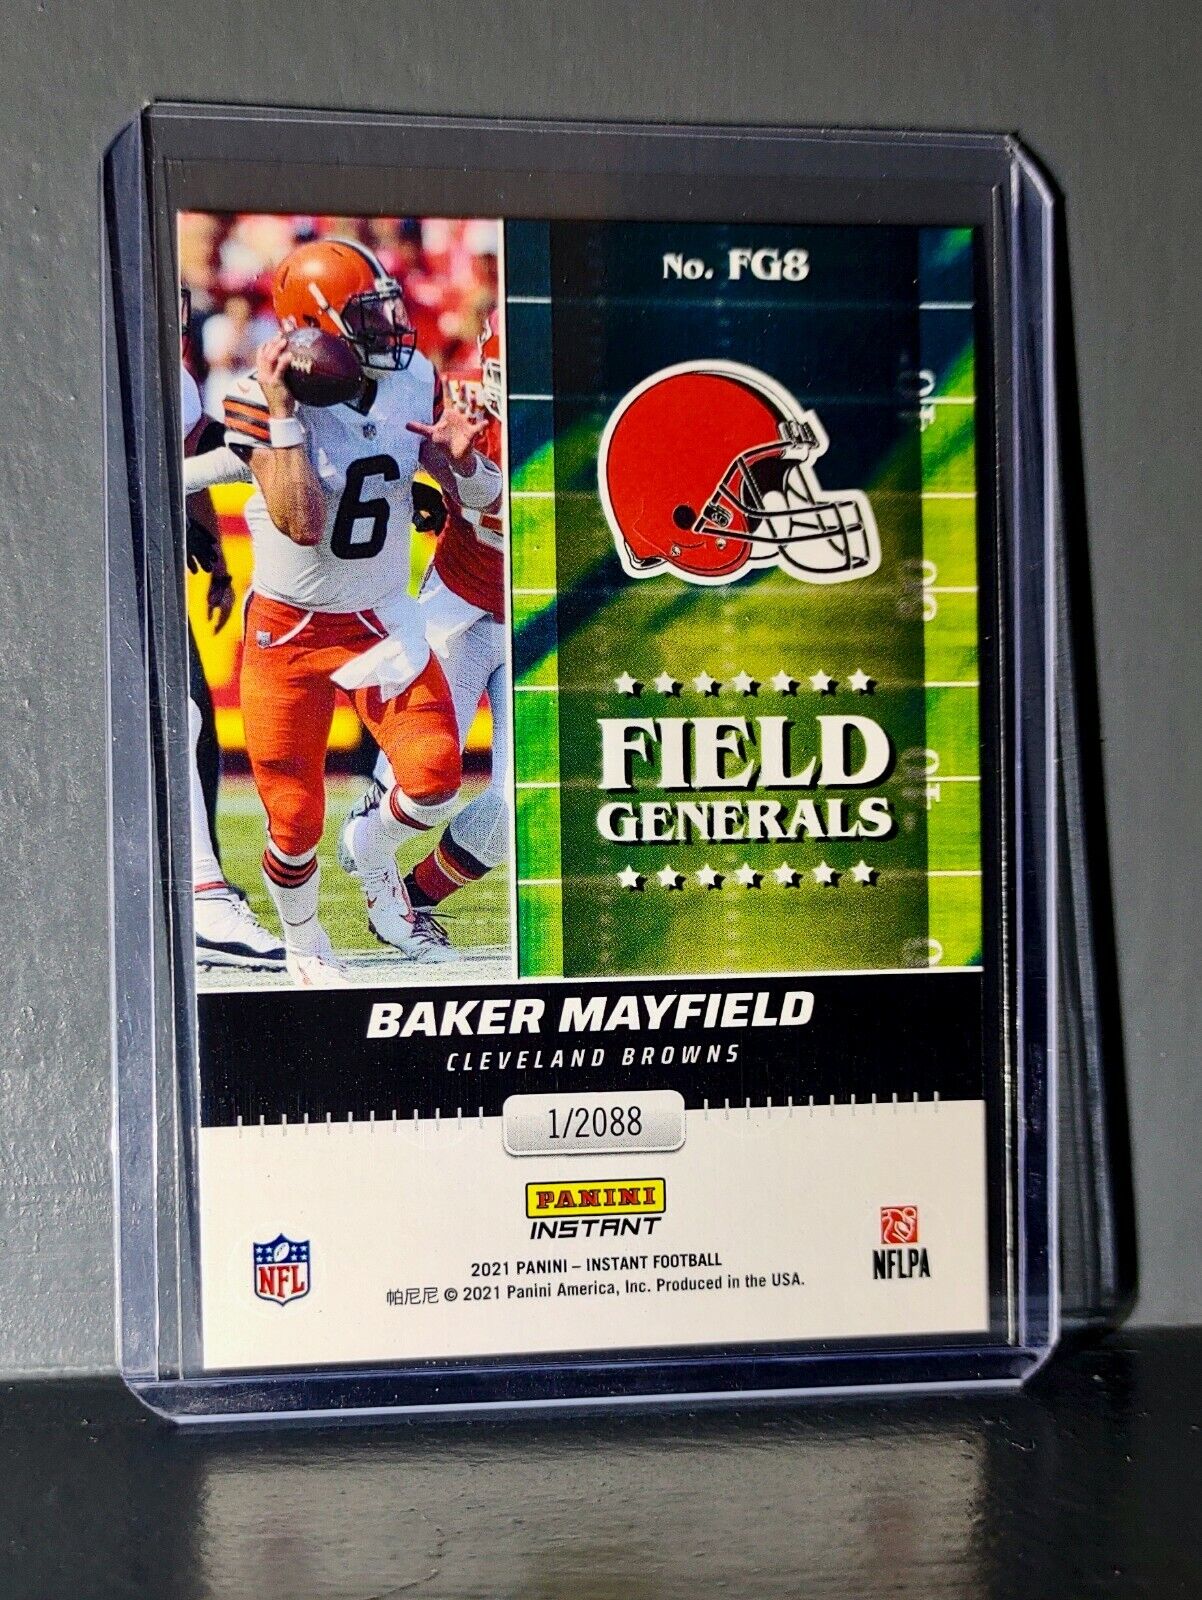 No. FG8
6
FIELD
GENERALS
BAKER MAYFIELD
CLEVELAND BROWNS
1/2088
PANINI
INSTANT
NFL
NFLPA
2021 PANINI – INSTANT FOOTBALL
帕尼尼 © 2021 Panini America, Inc. Produced in the USA.